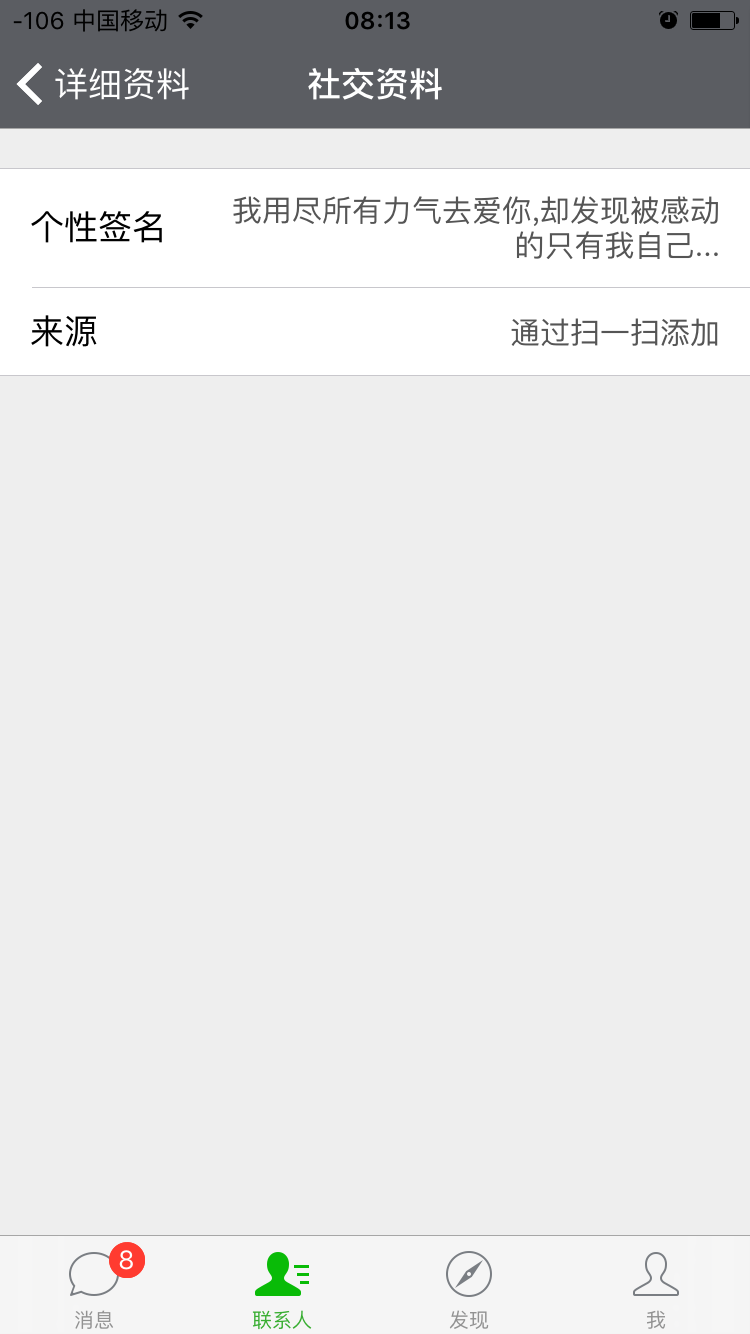 -106 中国移动 08:13
详细资料 社交资料
个性签名 我用尽所有力气去爱你,却发现被感动
的只有我自己...
来源 通过扫一扫添加
8
消息 联系人 发现 我